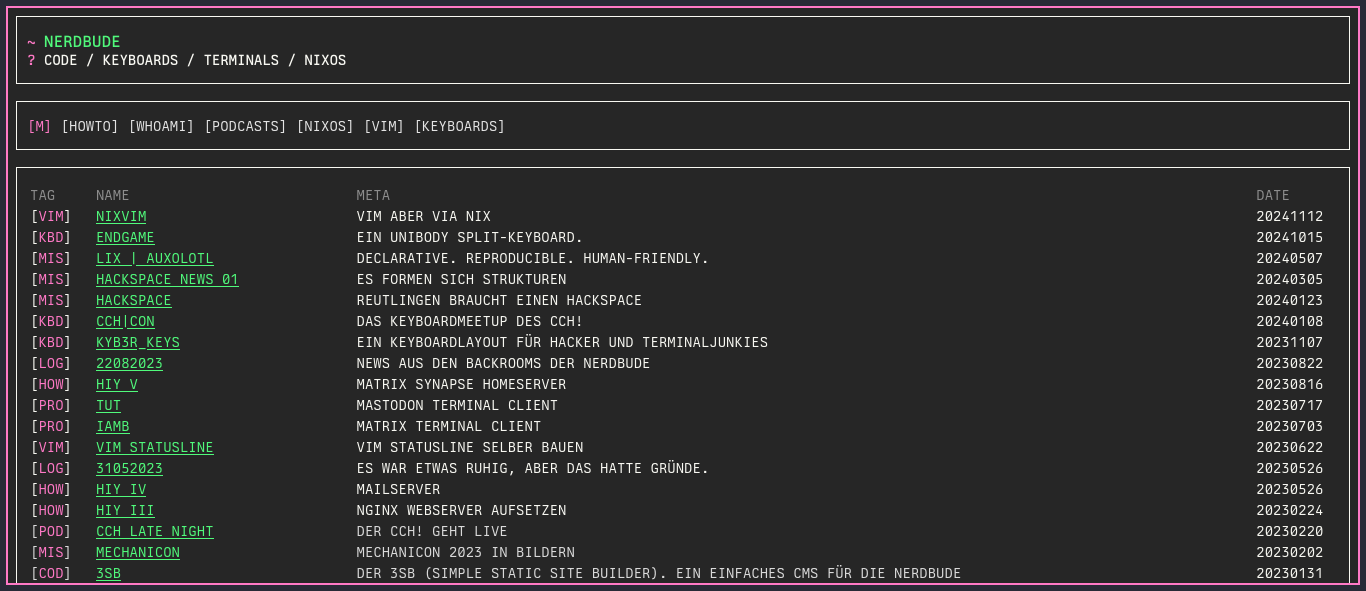 ~ NERDBUDE
? CODE / KEYBOARDS / TERMINALS / NIXOS
[M] [HOWTO] [WHOAMI] [PODCASTS] [NIXOS] [VIM] [KEYBOARDS]
TAG NAME META DATE
[VIM] NIXVIM VIM ABER VIA NIX 20241112
[KBD] ENDGAME EIN UNIBODY SPLIT-KEYBOARD. 20241015
[MIS] LIX | AUXOLOTL DECLARATIVE. REPRODUCIBLE. HUMAN-FRIENDLY. 20240507
[MIS] HACKSPACE NEWS 01 ES FORMEN SICH STRUKTUREN 20240305
[MIS] HACKSPACE REUTLINGEN BRAUCHT EINEN HACKSPACE 20240123
[KBD] CCH|CON DAS KEYBOARDMEETUP DES CCH! 20240108
[KBD] KYB3R_KEYS EIN KEYBOARDLAYOUT FÜR HACKER UND TERMINALJUNKIES 20231107
[LOG] 22082023 NEWS AUS DEN BACKROOMS DER NERDBUDE 20230822
[HOW] HIY V MATRIX SYNAPSE HOMESERVER 20230816
[PRO] TUT MASTODON TERMINAL CLIENT 20230717
[PRO] IAMB MATRIX TERMINAL CLIENT 20230703
[VIM] VIM STATUSLINE VIM STATUSLINE SELBER BAUEN 20230622
[LOG] 31052023 ES WAR ETWAS RUHIG, ABER DAS HATTE GRÜNDE. 20230526
[HOW] HIY IV MAILSERVER 20230526
[HOW] HIY III NGINX WEBSERVER AUFSETZEN 20230224
[POD] CCH LATE NIGHT DER CCH! GEHT LIVE 20230220
[MIS] MECHANICON MECHANICON 2023 IN BILDERN 20230202
[COD] 3SB DER 3SB (SIMPLE STATIC SITE BUILDER). EIN EINFACHES CMS FÜR DIE NERDBUDE 20230131